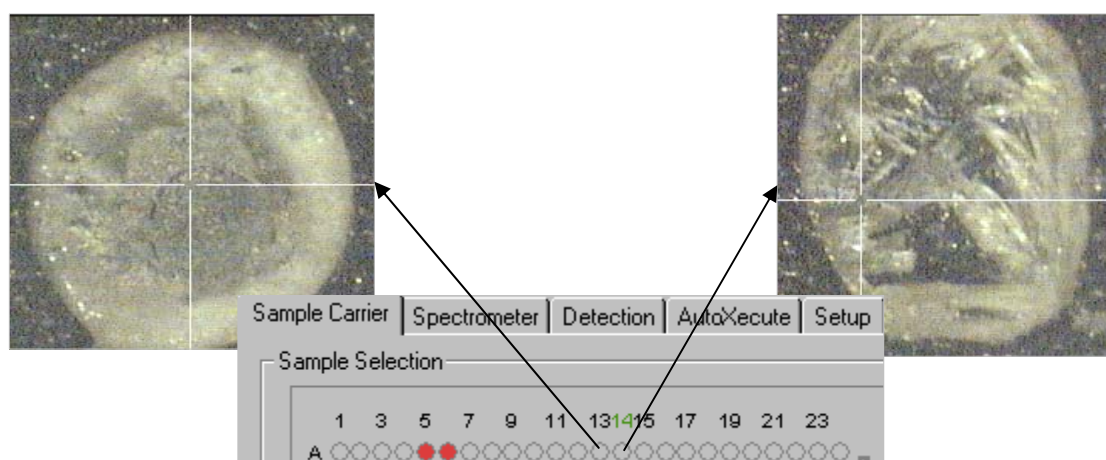 Sample Carrier Spectrometer Detection AutoXecute Setup
Sample Selection
1 3 5 7 9 11 13 14 15 17 19 21 23
A